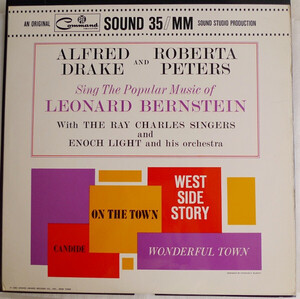 AN ORIGINAL
Command
SOUND 35//MM
SOUND STUDIO PRODUCTION
ALFRED DRAKE
AND
ROBERTA PETERS
Sing The Popular Music of
LEONARD BERNSTEIN
With THE RAY CHARLES SINGERS
and
ENOCH LIGHT and his orchestra
WEST
SIDE
STORY
ON THE TOWN
CANDIDE
WONDERFUL TOWN